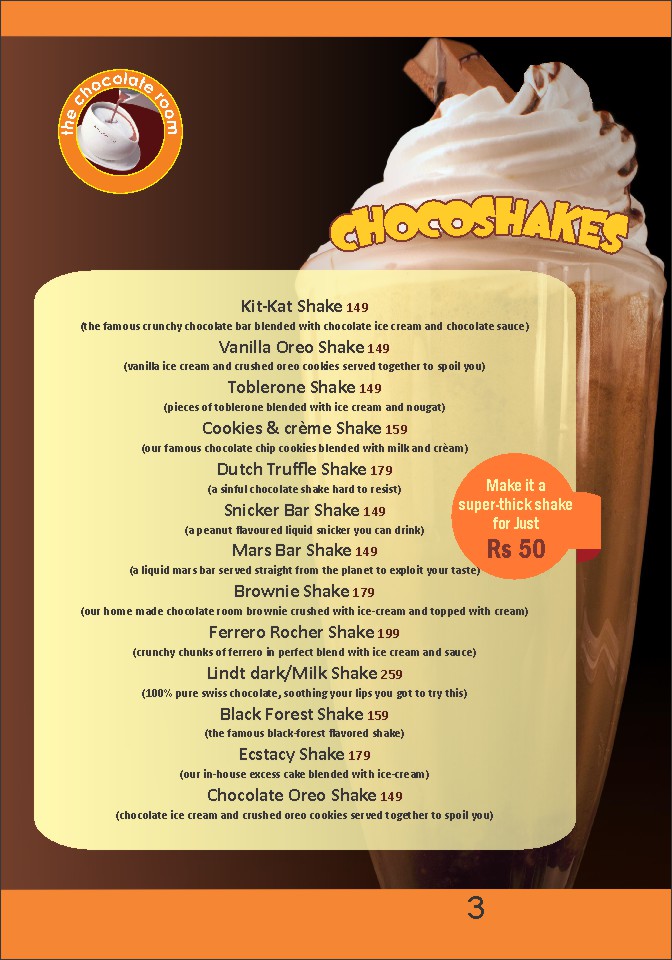 the chocolate room
CHOCOSHAKES
Kit-Kat Shake 149
(the famous crunchy chocolate bar blended with chocolate ice cream and chocolate sauce)
Vanilla Oreo Shake 149
(vanilla ice cream and crushed oreo cookies served together to spoil you)
Toblerone Shake 149
(pieces of toblerone blended with ice cream and nougat)
Cookies & crème Shake 159
(our famous chocolate chip cookies blended with milk and crèam)
Dutch Truffle Shake 179
(a sinful chocolate shake hard to resist)
Snicker Bar Shake 149
(a peanut flavoured liquid snicker you can drink)
Mars Bar Shake 149
(a liquid mars bar served straight from the planet to exploit your taste)
Brownie Shake 179
(our home made chocolate room brownie crushed with ice-cream and topped with cream)
Ferrero Rocher Shake 199
(crunchy chunks of ferrero in perfect blend with ice cream and sauce)
Lindt dark/Milk Shake 259
(100% pure swiss chocolate, soothing your lips you got to try this)
Black Forest Shake 159
(the famous black-forest flavored shake)
Ecstacy Shake 179
(our in-house excess cake blended with ice-cream)
Chocolate Oreo Shake 149
(chocolate ice cream and crushed oreo cookies served together to spoil you)
Make it a
super-thick shake
for Just
Rs 50
3